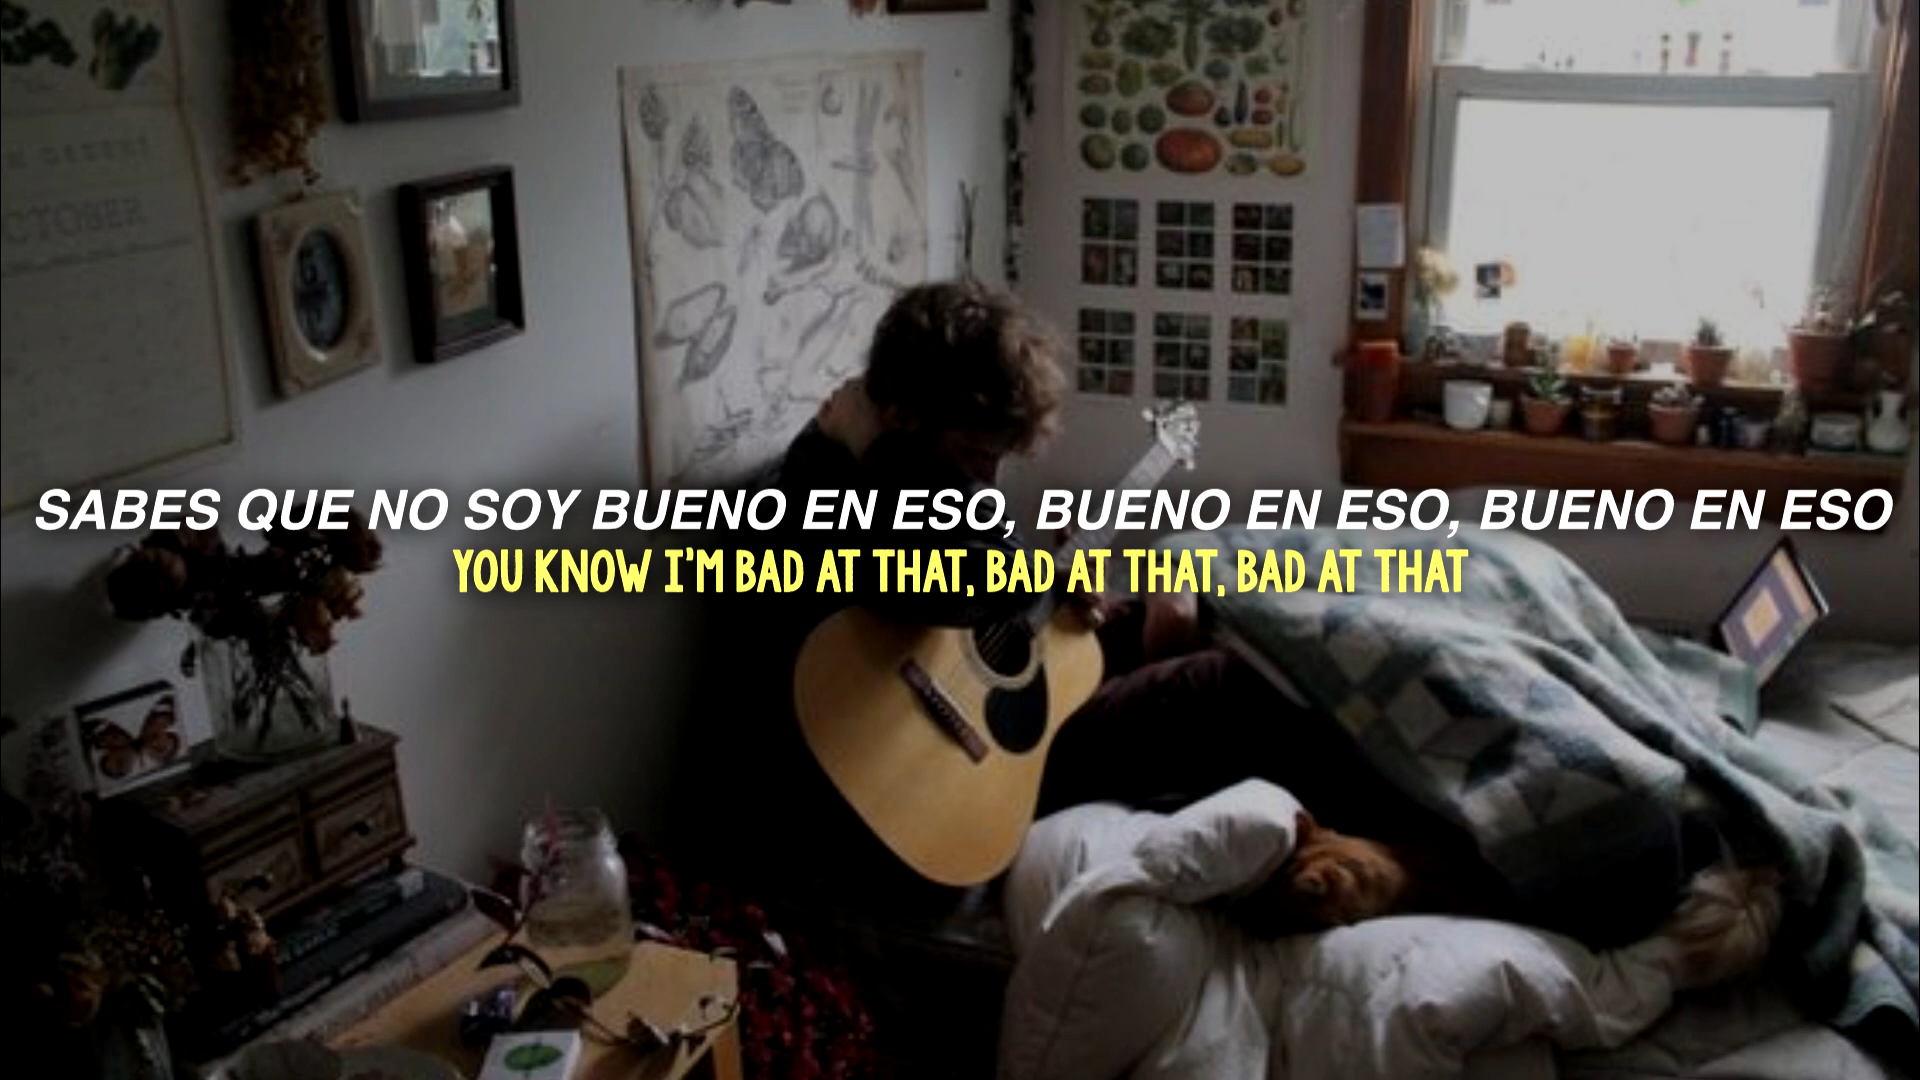 OCTOBER
SABES QUE NO SOY BUENO EN ESO, BUENO EN ESO, BUENO EN ESO
YOU KNOW I'M BAD AT THAT, BAD AT THAT, BAD AT THAT